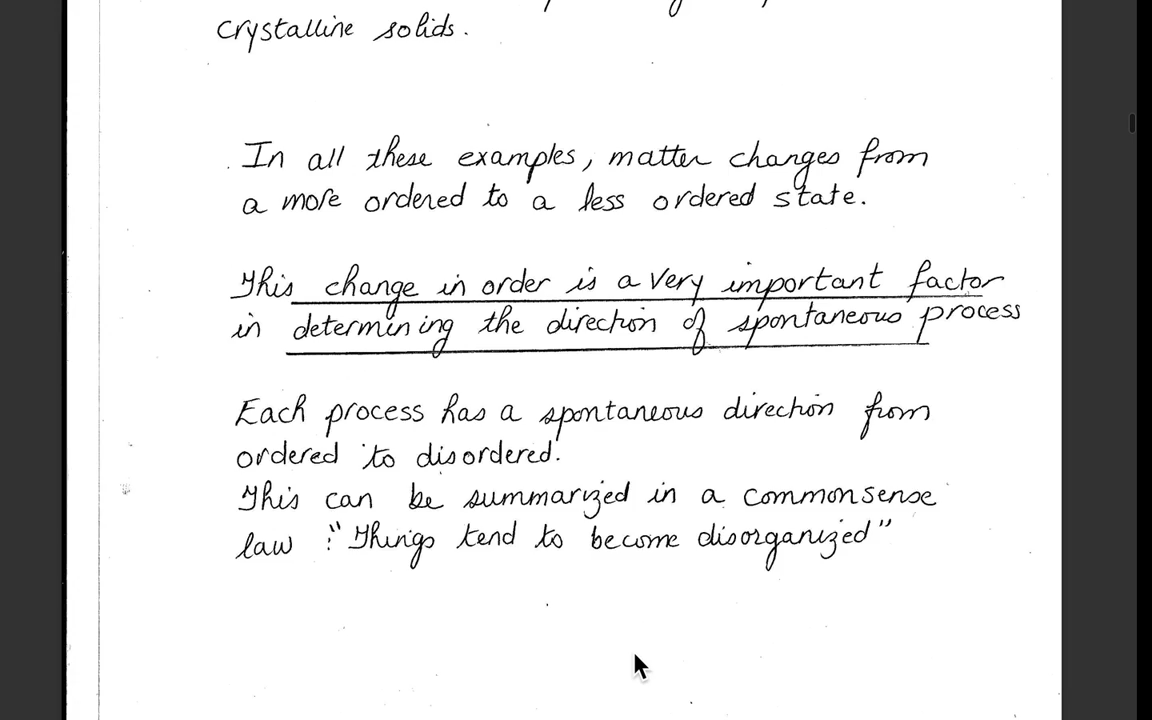 crystalline solids.
In all these examples, matter changes from
a more ordered to a less ordered state.
This change in order is a very important factor
in determining the direction of spontaneous process
Each process has a spontaneous direction from
ordered to disordered.
This can be summarized in a commonsense
law : "Things tend to become disorganized"